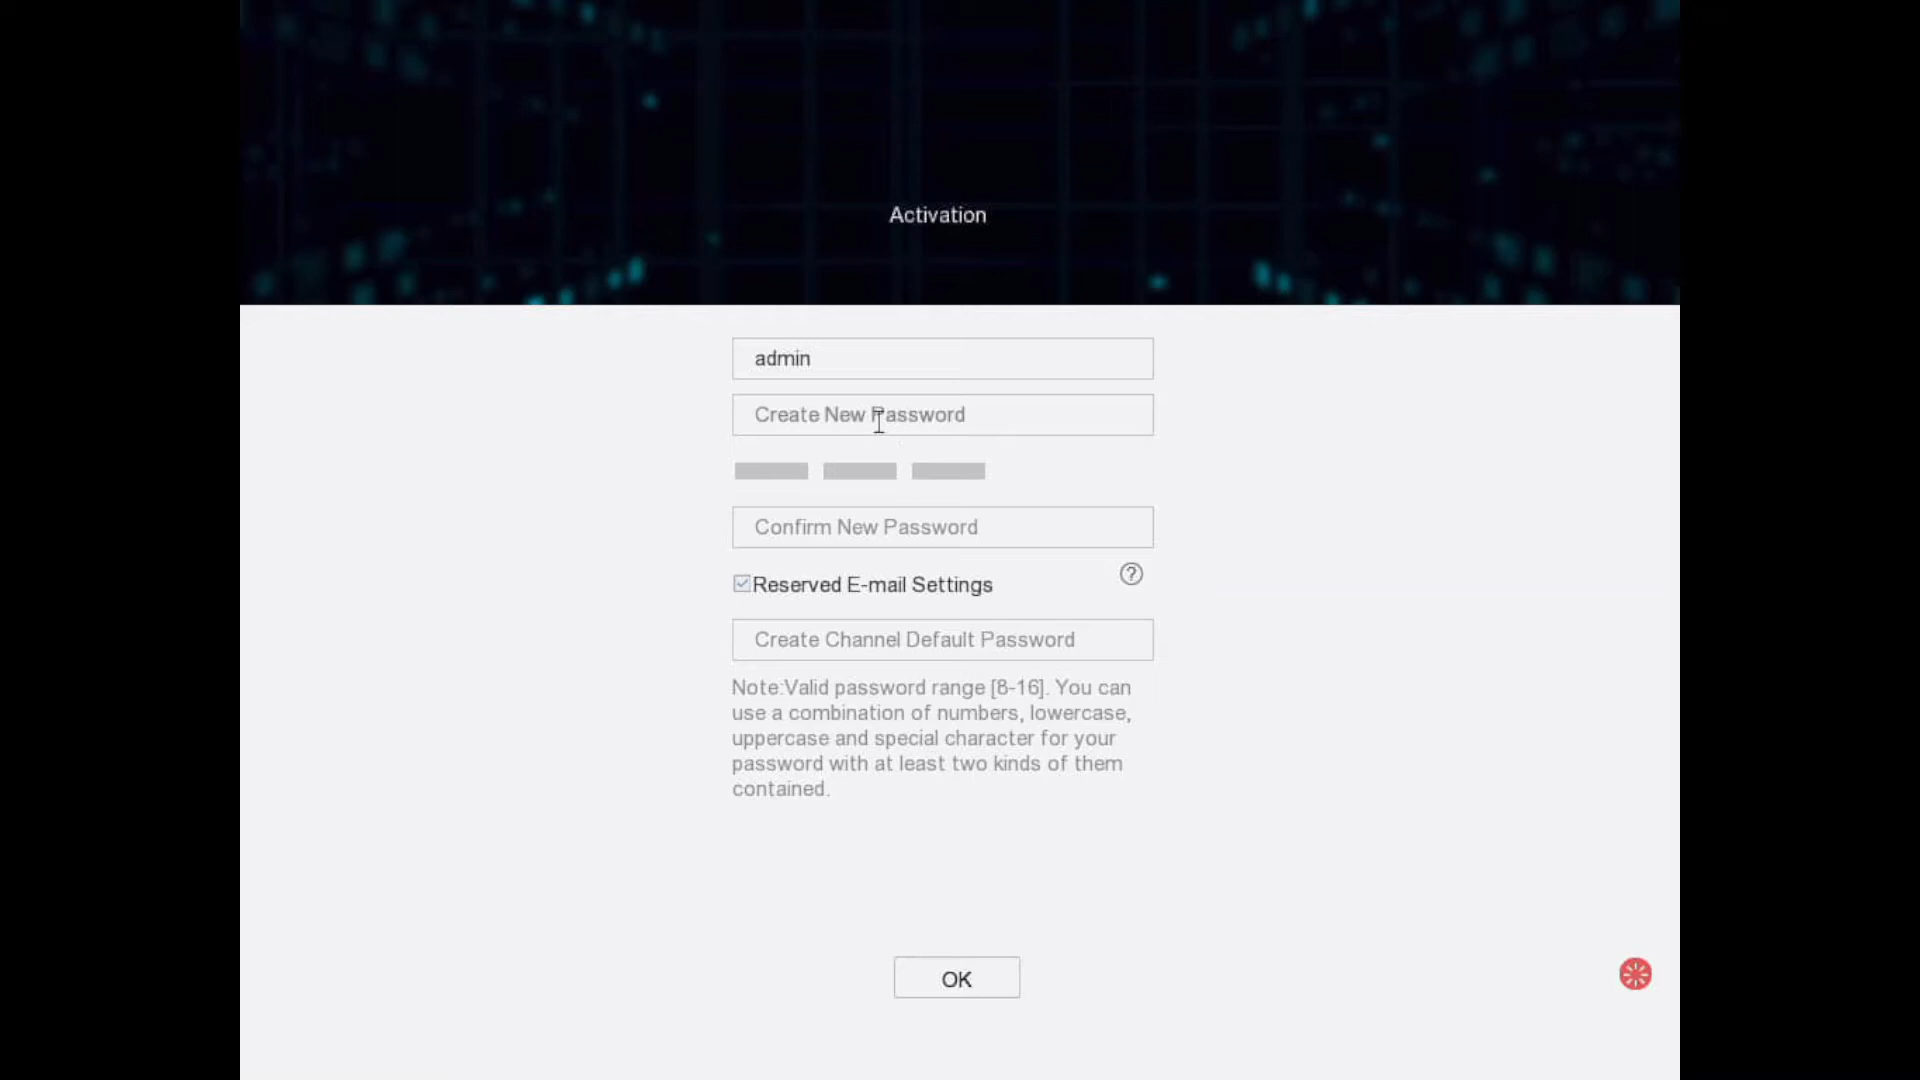 Activation
admin
Create New Password
Confirm New Password
Reserved E-mail Settings
?
Create Channel Default Password
Note:Valid password range [8-16]. You can
use a combination of numbers, lowercase,
uppercase and special character for your
password with at least two kinds of them
contained.
OK